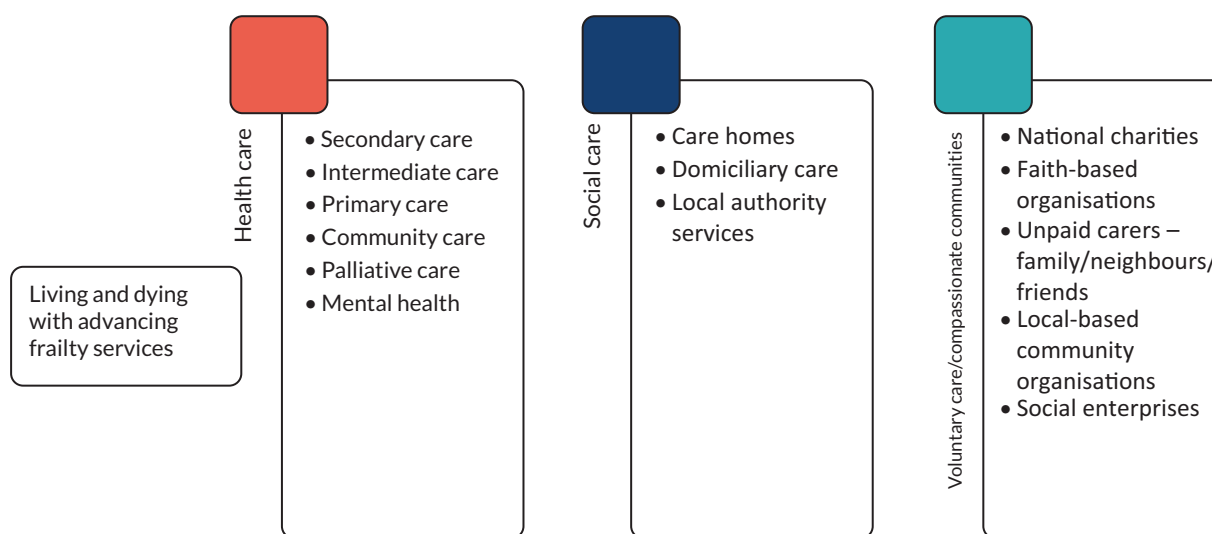 Living and dying
with advancing
frailty services
Health care
• Secondary care
• Intermediate care
• Primary care
• Community care
• Palliative care
• Mental health
Social care
• Care homes
• Domiciliary care
• Local authority
services
Voluntary care/compassionate communities
• National charities
• Faith-based
organisations
• Unpaid carers –
family/neighbours/
friends
• Local-based
community
organisations
• Social enterprises